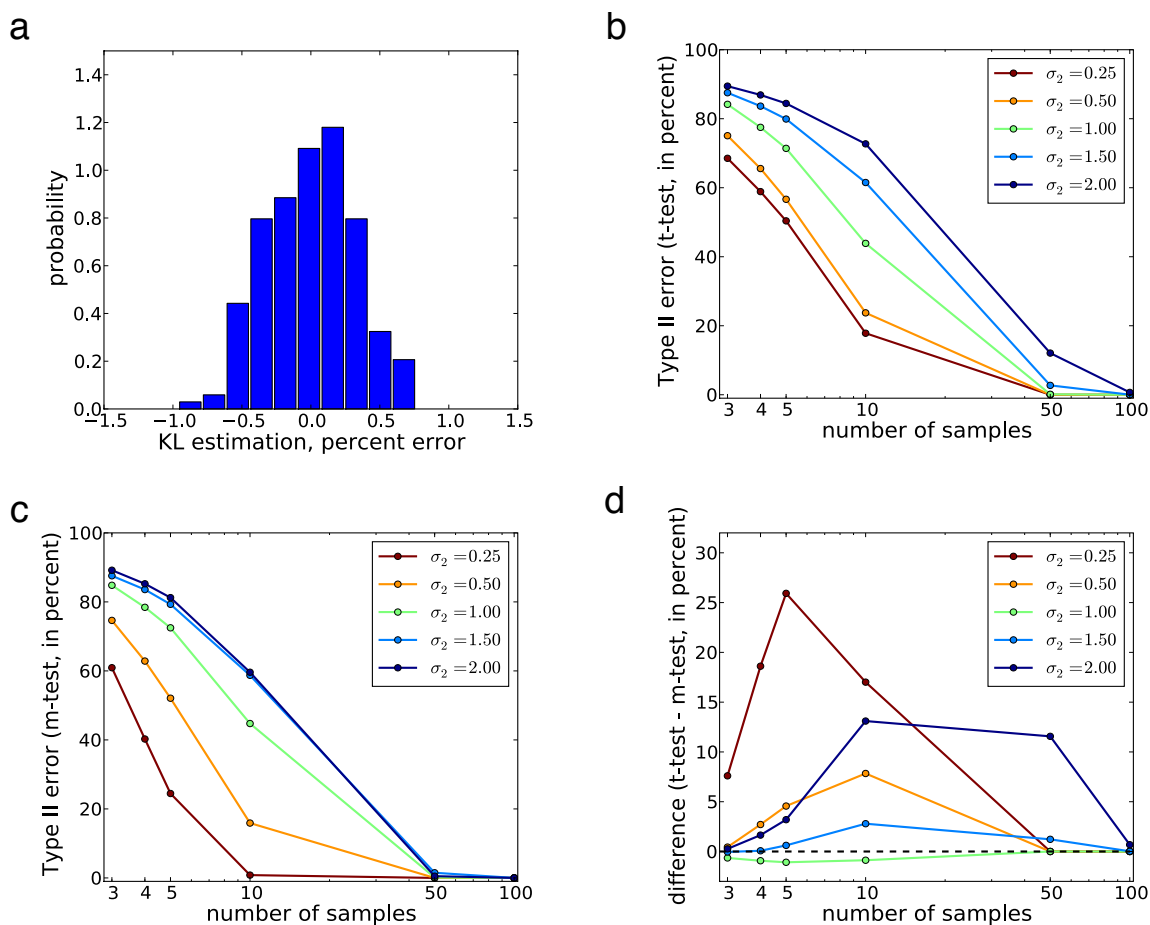 a
1.4
1.2
1.0
0.8
0.6
0.4
0.2
0.0
probability
−1.5
−1.0
−0.5
0.0
0.5
1.0
1.5
KL estimation, percent error
b
100
80
60
40
20
0
Type II error (t-test, in percent)
σ₂ =0.25
σ₂ =0.50
σ₂ =1.00
σ₂ =1.50
σ₂ =2.00
3
4
5
10
50
100
number of samples
c
100
80
60
40
20
0
Type II error (m-test, in percent)
σ₂ =0.25
σ₂ =0.50
σ₂ =1.00
σ₂ =1.50
σ₂ =2.00
3
4
5
10
50
100
number of samples
d
30
25
20
15
10
5
0
difference (t-test - m-test, in percent)
σ₂ =0.25
σ₂ =0.50
σ₂ =1.00
σ₂ =1.50
σ₂ =2.00
3
4
5
10
50
100
number of samples